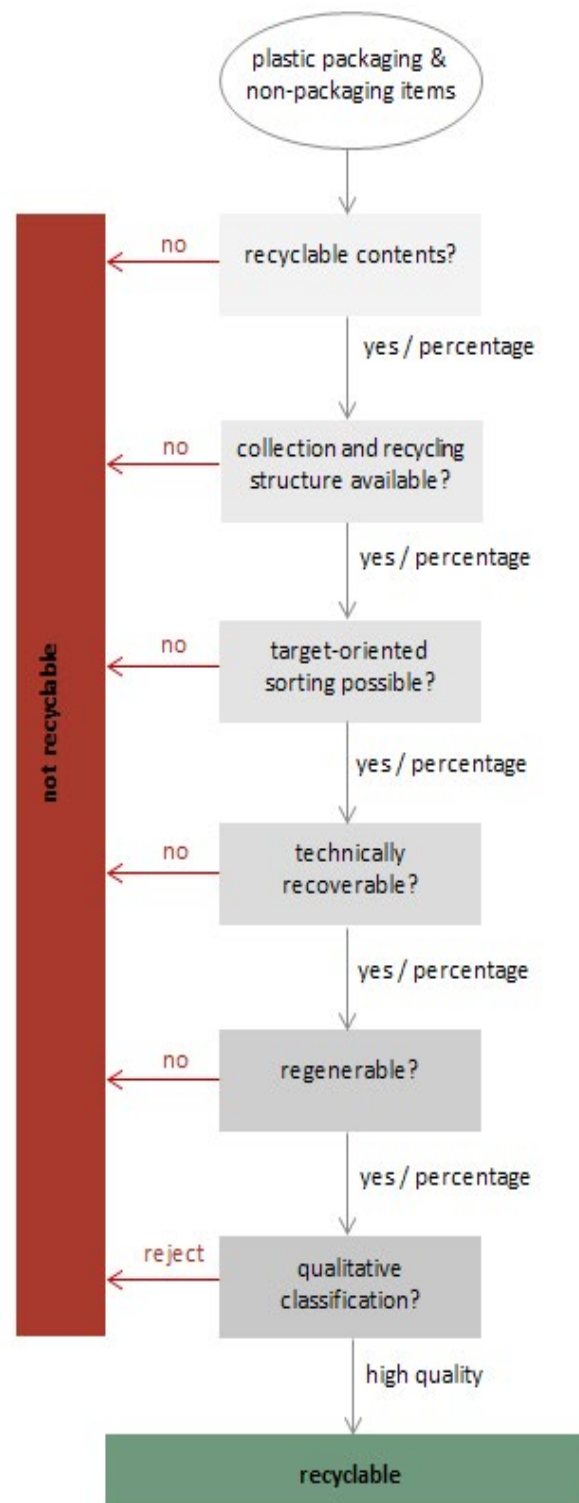 plastic packaging &
non-packaging items
no
recyclable contents?
yes / percentage
no
collection and recycling
structure available?
yes / percentage
no
target-oriented
sorting possible?
yes / percentage
not recyclable
no
technically
recoverable?
yes / percentage
no
regenerable?
yes / percentage
reject
qualitative
classification?
high quality
recyclable